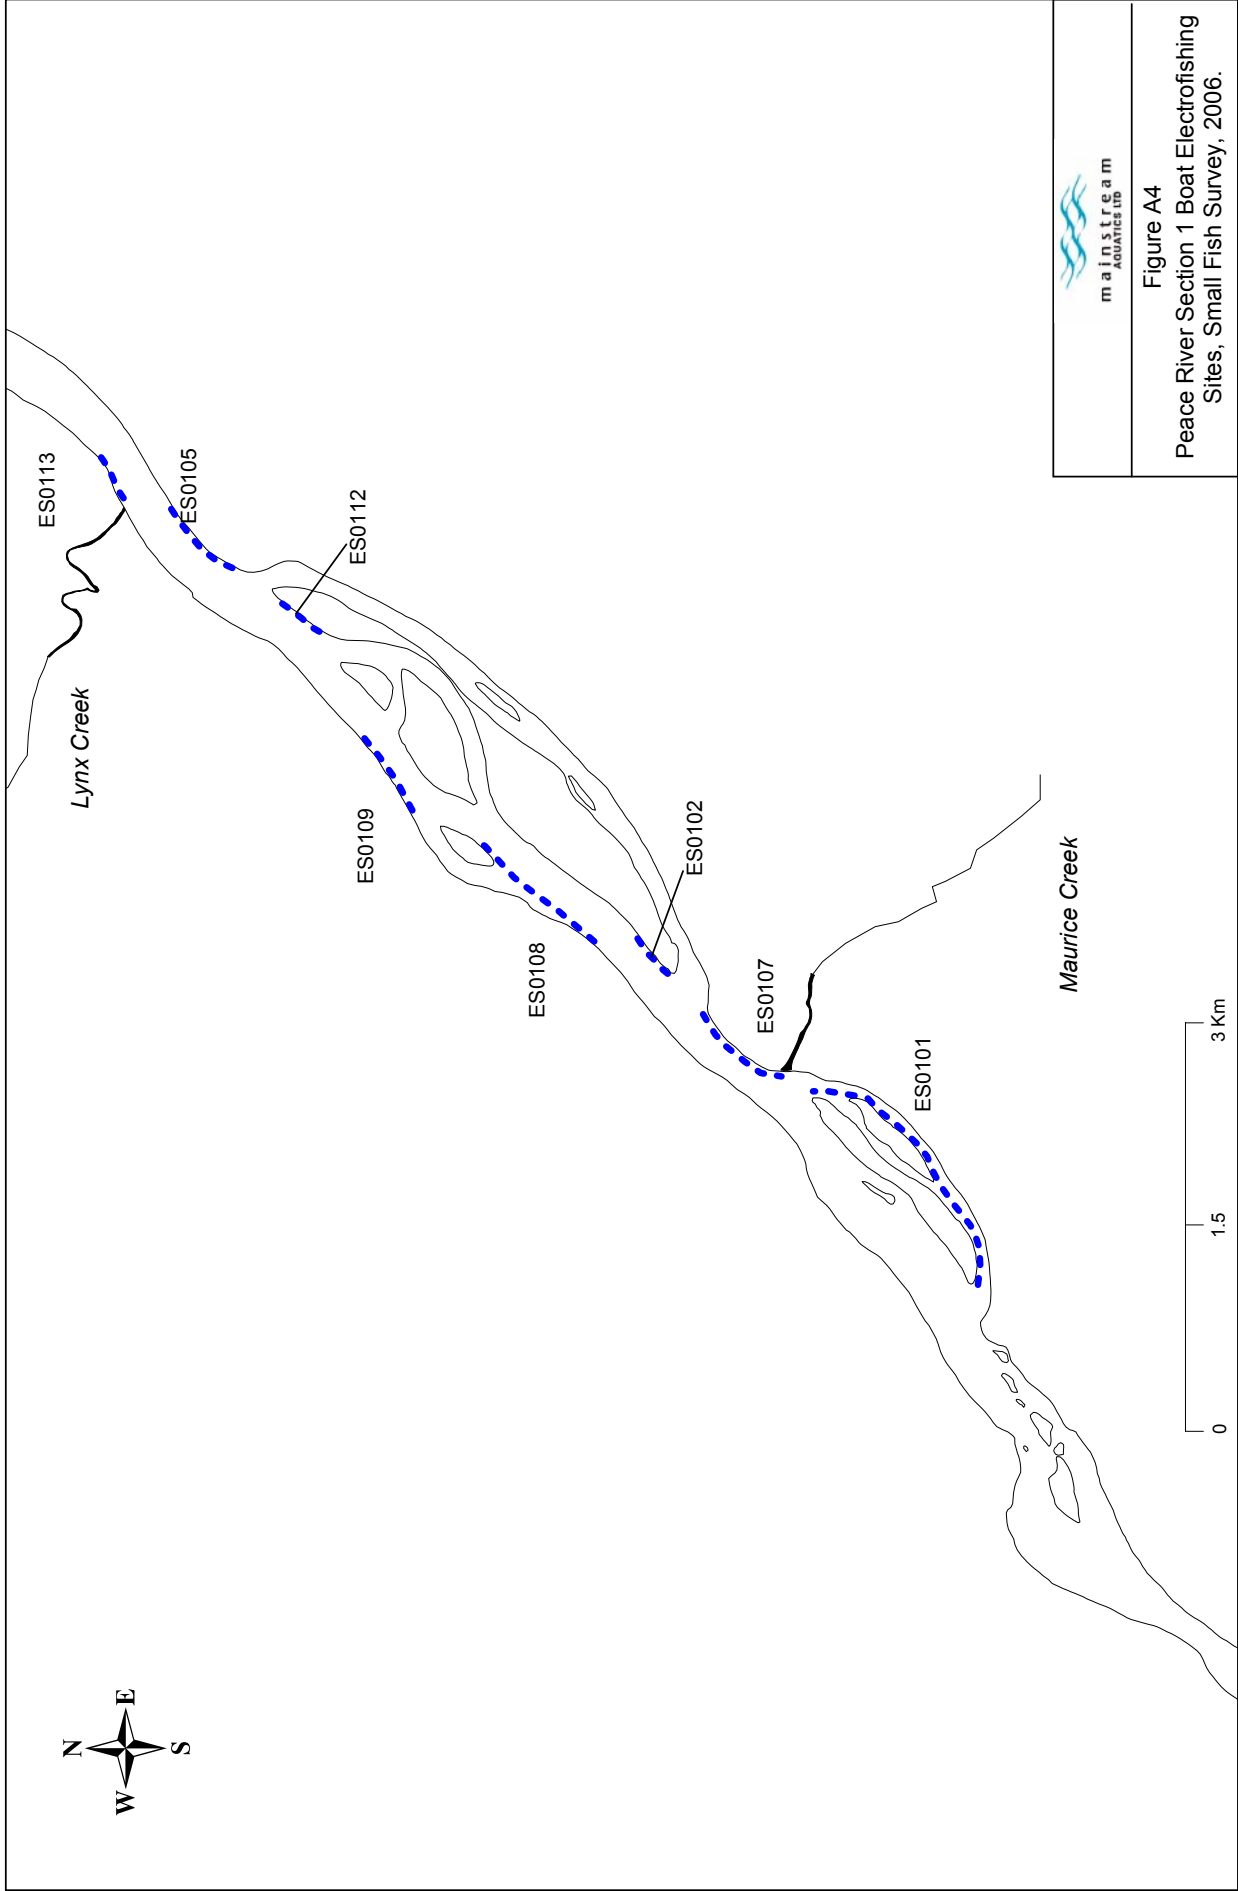 N
W
E
S
Lynx Creek
ES0113
ES0105
ES0112
ES0109
ES0108
ES0102
ES0107
ES0101
Maurice Creek
0
1.5
3 Km
mainstream
AQUATICS LTD
Figure A4
Peace River Section 1 Boat Electrofishing
Sites, Small Fish Survey, 2006.